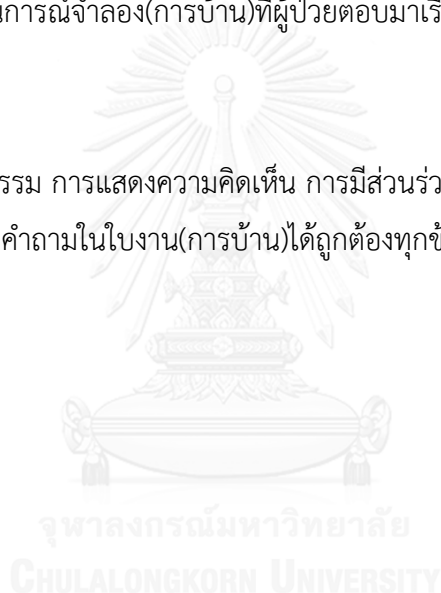 นการณ์จำลอง(การบ้าน)ที่ผู้ป่วยตอบมาเรี
รรม การแสดงความคิดเห็น การมีส่วนร่ว
คำถามในใบงาน(การบ้าน)ได้ถูกต้องทุกข้
จุฬาลงกรณ์มหาวิทยาลัย
CHULALONGKORN UNIVERSITY